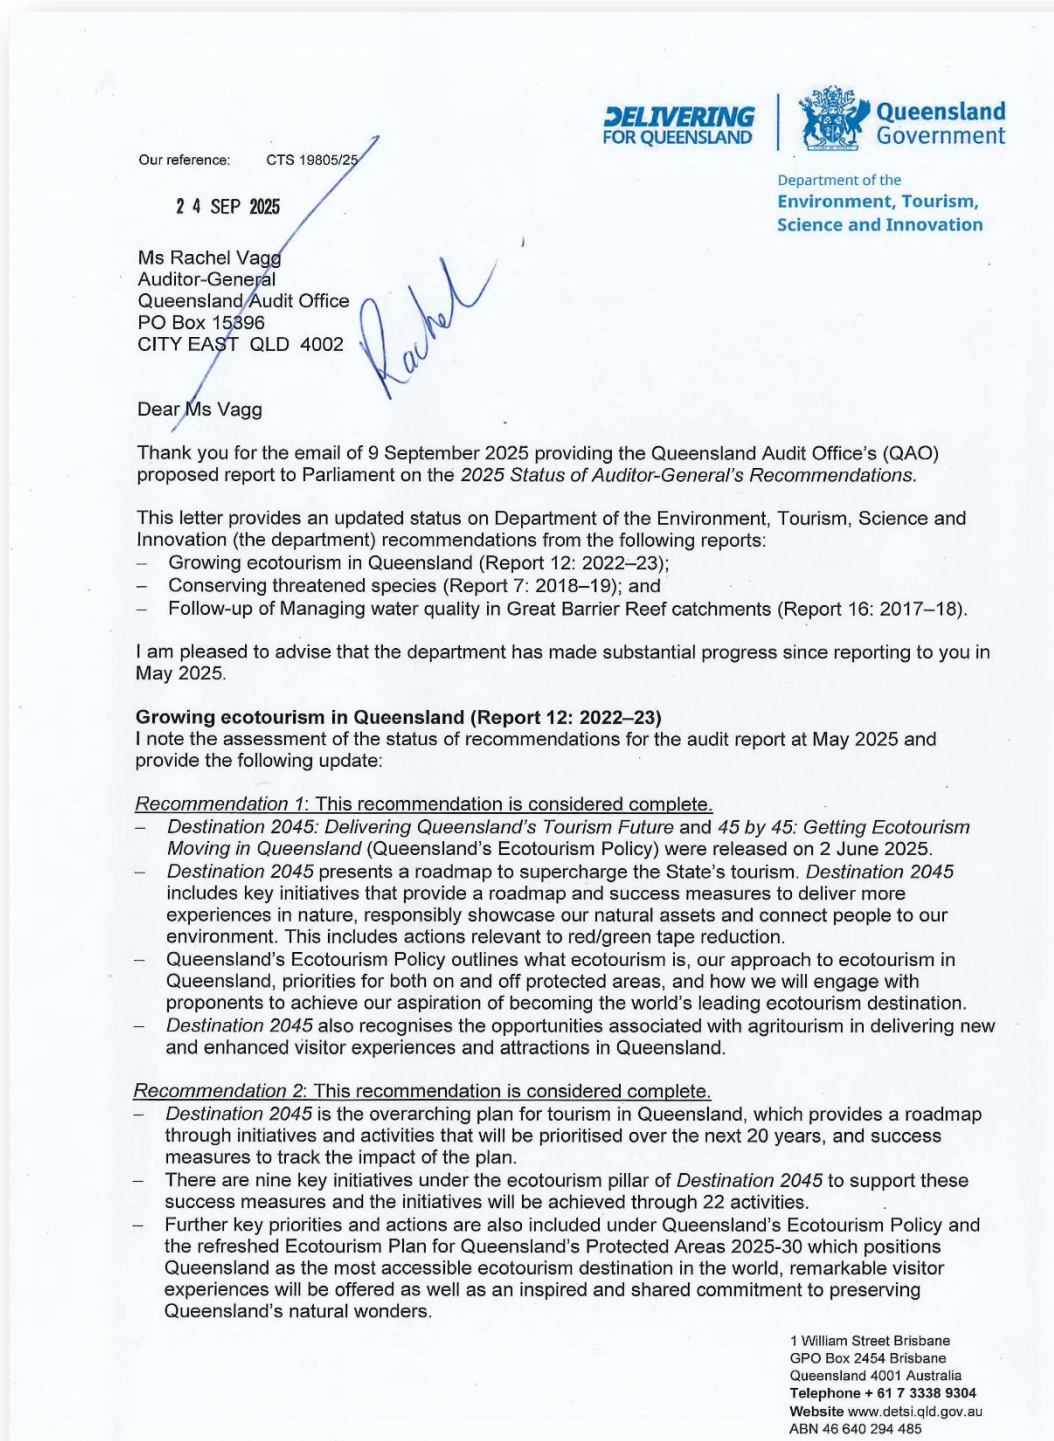 DELIVERING
FOR QUEENSLAND
Queensland
Government
Department of the
Environment, Tourism,
Science and Innovation
Our reference: CTS 19805/25
2 4 SEP 2025
Ms Rachel Vagg
Auditor-General
Queensland Audit Office
PO Box 15396
CITY EAST QLD 4002
Rachel
Dear Ms Vagg
Thank you for the email of 9 September 2025 providing the Queensland Audit Office's (QAO)
proposed report to Parliament on the 2025 Status of Auditor-General's Recommendations.
This letter provides an updated status on Department of the Environment, Tourism, Science and
Innovation (the department) recommendations from the following reports:
– Growing ecotourism in Queensland (Report 12: 2022–23);
– Conserving threatened species (Report 7: 2018–19); and
– Follow-up of Managing water quality in Great Barrier Reef catchments (Report 16: 2017–18).
I am pleased to advise that the department has made substantial progress since reporting to you in
May 2025.
Growing ecotourism in Queensland (Report 12: 2022–23)
I note the assessment of the status of recommendations for the audit report at May 2025 and
provide the following update:
Recommendation 1: This recommendation is considered complete.
– Destination 2045: Delivering Queensland's Tourism Future and 45 by 45: Getting Ecotourism
Moving in Queensland (Queensland's Ecotourism Policy) were released on 2 June 2025.
– Destination 2045 presents a roadmap to supercharge the State's tourism. Destination 2045
includes key initiatives that provide a roadmap and success measures to deliver more
experiences in nature, responsibly showcase our natural assets and connect people to our
environment. This includes actions relevant to red/green tape reduction.
– Queensland's Ecotourism Policy outlines what ecotourism is, our approach to ecotourism in
Queensland, priorities for both on and off protected areas, and how we will engage with
proponents to achieve our aspiration of becoming the world's leading ecotourism destination.
– Destination 2045 also recognises the opportunities associated with agritourism in delivering new
and enhanced visitor experiences and attractions in Queensland.
Recommendation 2: This recommendation is considered complete.
– Destination 2045 is the overarching plan for tourism in Queensland, which provides a roadmap
through initiatives and activities that will be prioritised over the next 20 years, and success
measures to track the impact of the plan.
– There are nine key initiatives under the ecotourism pillar of Destination 2045 to support these
success measures and the initiatives will be achieved through 22 activities.
– Further key priorities and actions are also included under Queensland's Ecotourism Policy and
the refreshed Ecotourism Plan for Queensland's Protected Areas 2025-30 which positions
Queensland as the most accessible ecotourism destination in the world, remarkable visitor
experiences will be offered as well as an inspired and shared commitment to preserving
Queensland's natural wonders.
1 William Street Brisbane
GPO Box 2454 Brisbane
Queensland 4001 Australia
Telephone + 61 7 3338 9304
Website www.detsi.qld.gov.au
ABN 46 640 294 485